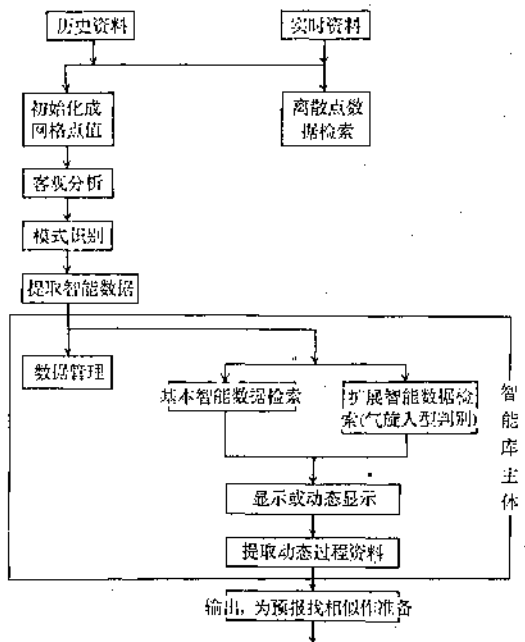 历史资料
实时资料
初始化成
网格点值
离散点数
据检索
客观分析
模式识别
提取智能数据
数据管理
基本智能数据检索
扩展智能数据检
索(气旋入型判别)
智能库主体
显示或动态显示
提取动态过程资料
输出,为预报找相似作准备